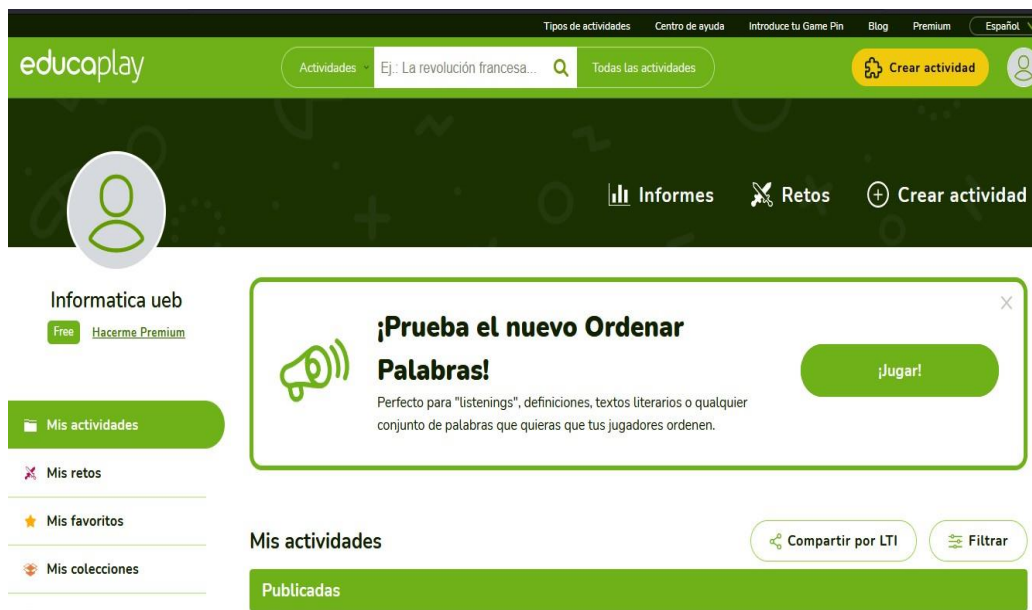 Tipos de actividades Centro de ayuda Introduce tu Game Pin Blog Premium Español
educaplay Actividades Ej.: La revolución francesa... Todas las actividades Crear actividad
Informes Retos Crear actividad
Informatica ueb
Free Hacerme Premium
¡Prueba el nuevo Ordenar
Palabras!
Perfecto para "listenings", definiciones, textos literarios o cualquier
conjunto de palabras que quieras que tus jugadores ordenen.
¡Jugar!
Mis actividades
Mis retos
Mis favoritos
Mis colecciones
Mis actividades Compartir por LTI Filtrar
Publicadas